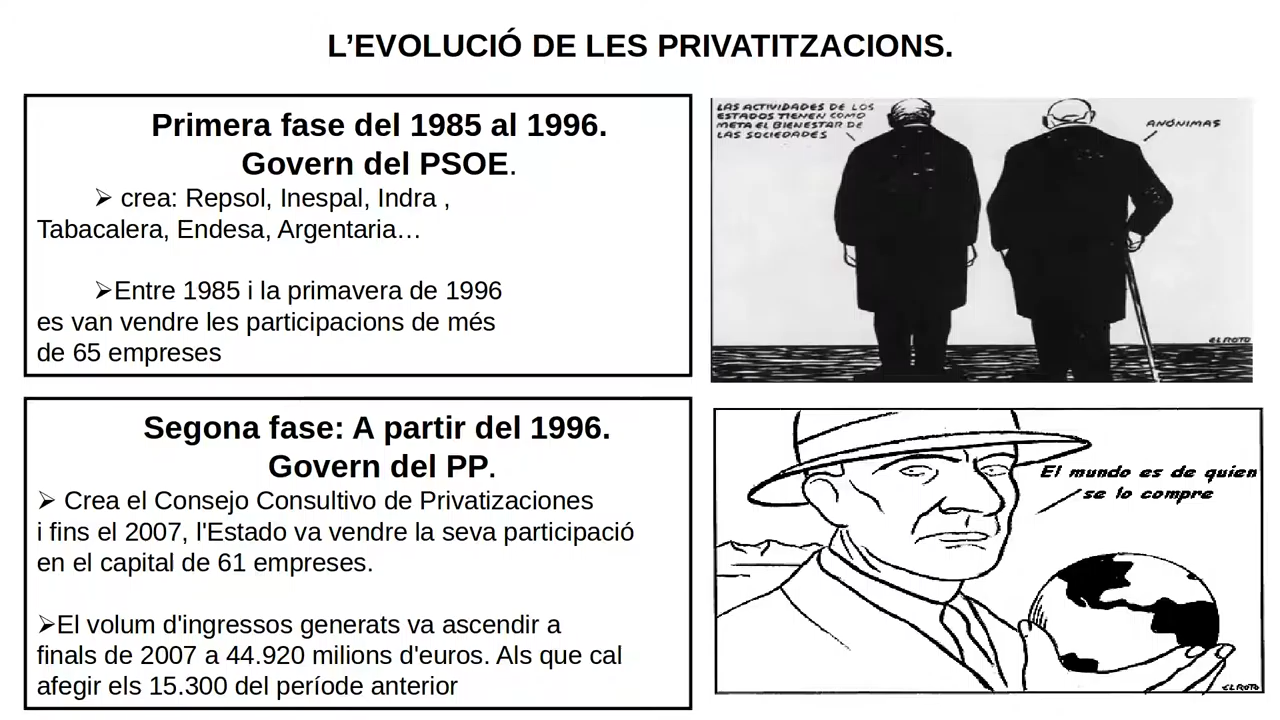 L’EVOLUCIÓ DE LES PRIVATITZACIONS.
Primera fase del 1985 al 1996.
Govern del PSOE.
➢ crea: Repsol, Inespal, Indra ,
Tabacalera, Endesa, Argentaria…
➢Entre 1985 i la primavera de 1996
es van vendre les participacions de més
de 65 empreses
LAS ACTIVIDADES DE LOS
ESTADOS TIENEN COMO
META EL BIENESTAR DE
LAS SOCIEDADES
ANÓNIMAS
EL ROTO
Segona fase: A partir del 1996.
Govern del PP.
➢ Crea el Consejo Consultivo de Privatizaciones
i fins el 2007, l'Estado va vendre la seva participació
en el capital de 61 empreses.
➢El volum d'ingressos generats va ascendir a
finals de 2007 a 44.920 milions d'euros. Als que cal
afegir els 15.300 del període anterior
El mundo es de quien
se lo compre
EL ROTO